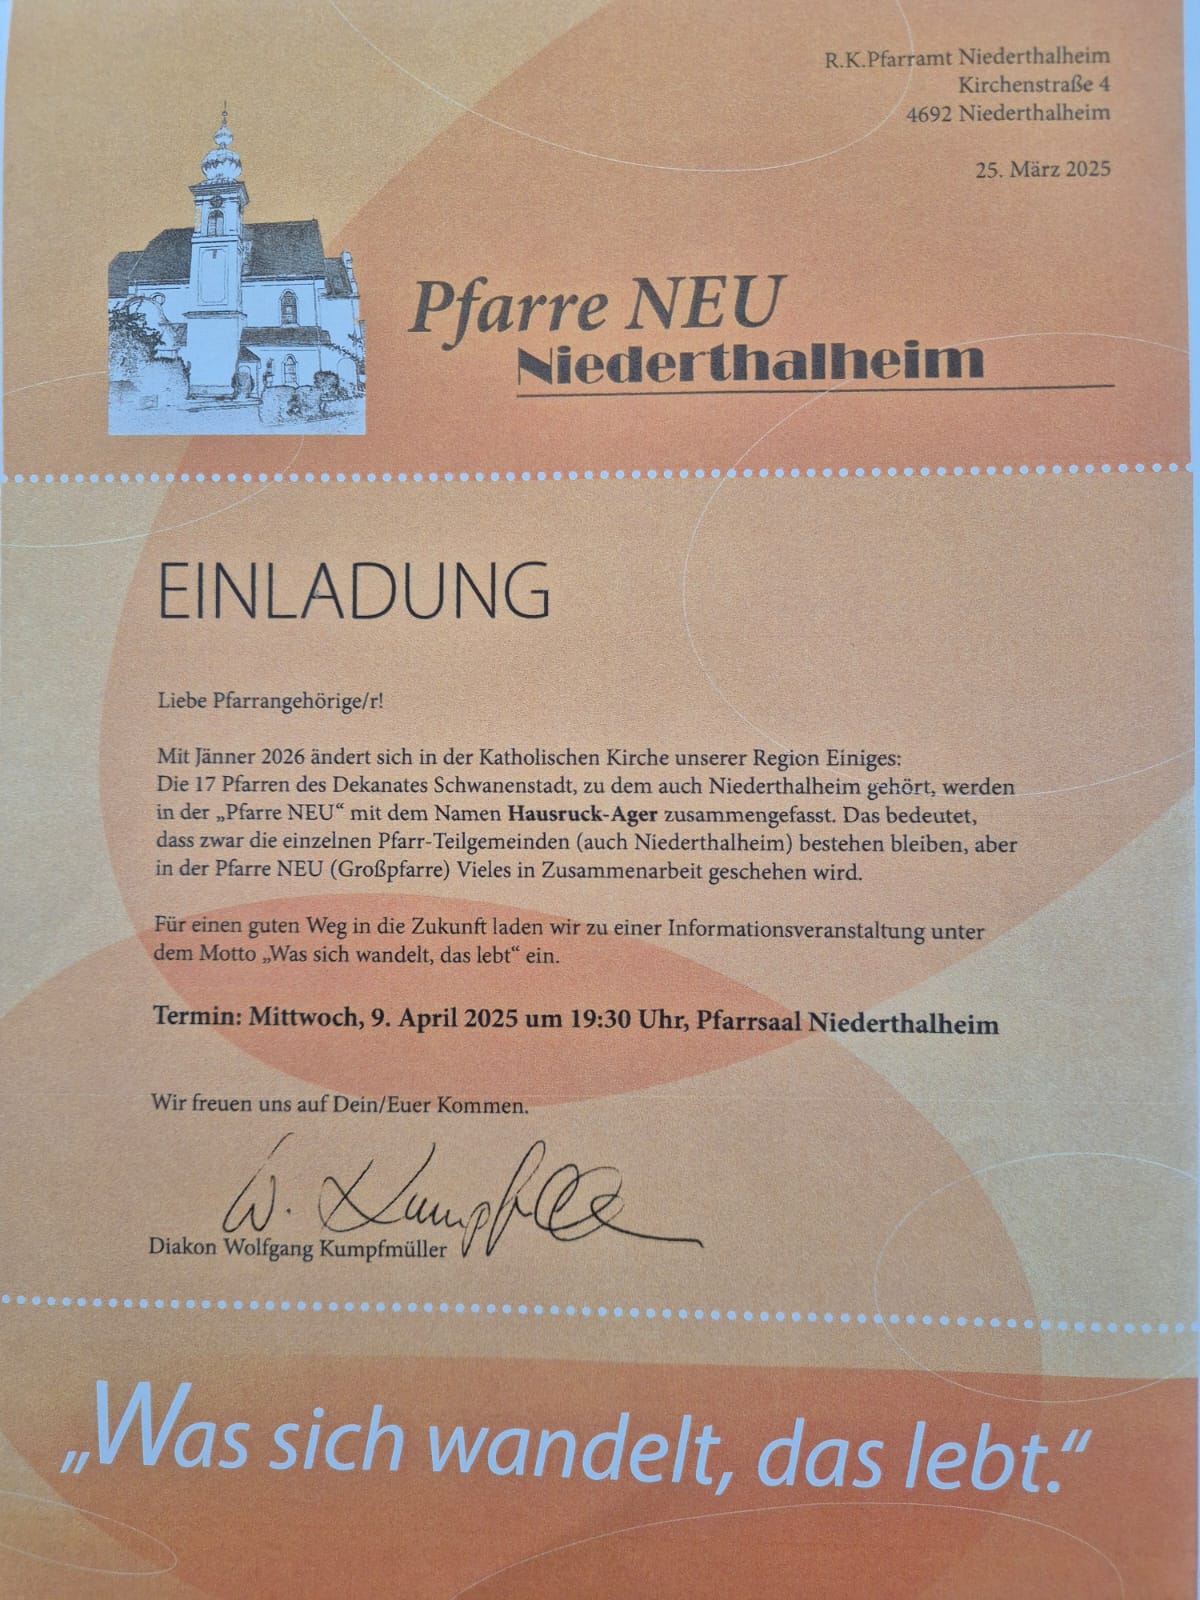 R.K.Pfarramt Niederthalheim
Kirchenstraße 4
4692 Niederthalheim
25. März 2025
Pfarre NEU
Niederthalheim
EINLADUNG
Liebe Pfarrangehörige/r!
Mit Jänner 2026 ändert sich in der Katholischen Kirche unserer Region Einiges:
Die 17 Pfarren des Dekanates Schwanenstadt, zu dem auch Niederthalheim gehört, werden
in der „Pfarre NEU“ mit dem Namen Hausruck-Ager zusammengefasst. Das bedeutet,
dass zwar die einzelnen Pfarr-Teilgemeinden (auch Niederthalheim) bestehen bleiben, aber
in der Pfarre NEU (Großpfarre) Vieles in Zusammenarbeit geschehen wird.
Für einen guten Weg in die Zukunft laden wir zu einer Informationsveranstaltung unter
dem Motto „Was sich wandelt, das lebt“ ein.
Termin: Mittwoch, 9. April 2025 um 19:30 Uhr, Pfarrsaal Niederthalheim
Wir freuen uns auf Dein/Euer Kommen.
W. Kumpfmüller
Diakon Wolfgang Kumpfmüller
„Was sich wandelt, das lebt.“